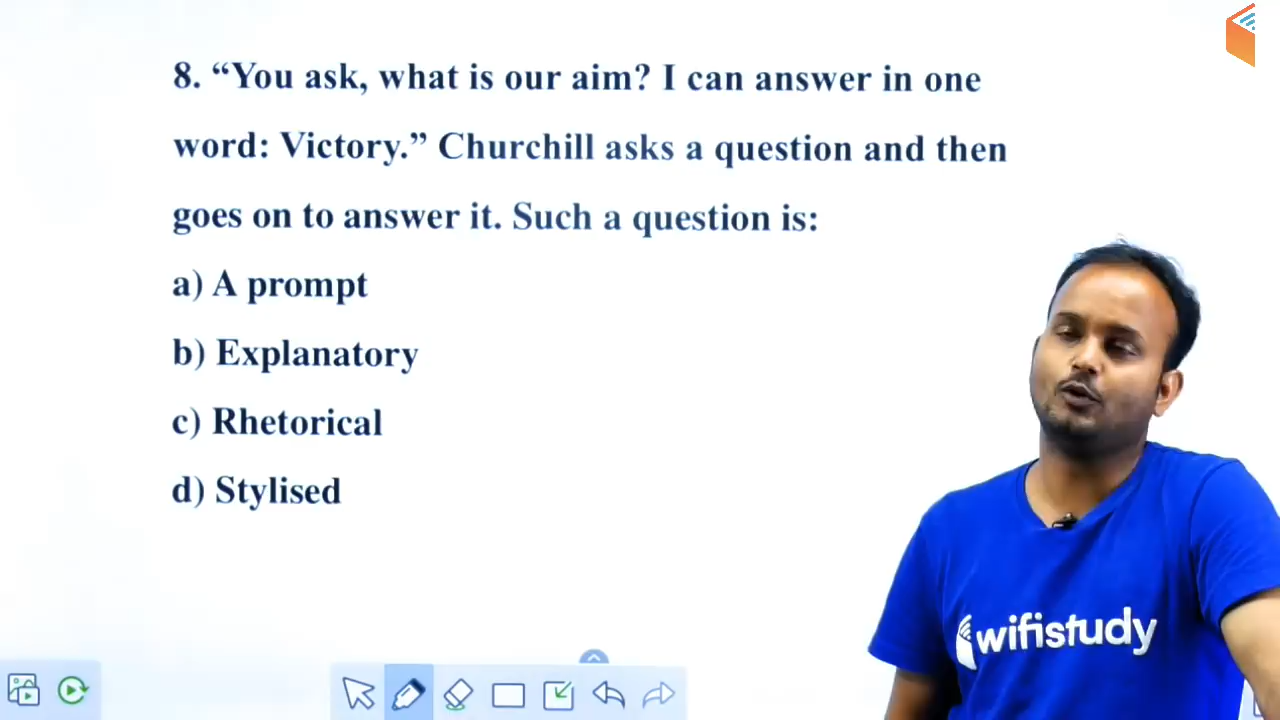 8. “You ask, what is our aim? I can answer in one
word: Victory.” Churchill asks a question and then
goes on to answer it. Such a question is:
a) A prompt
b) Explanatory
c) Rhetorical
d) Stylised
wifistudy